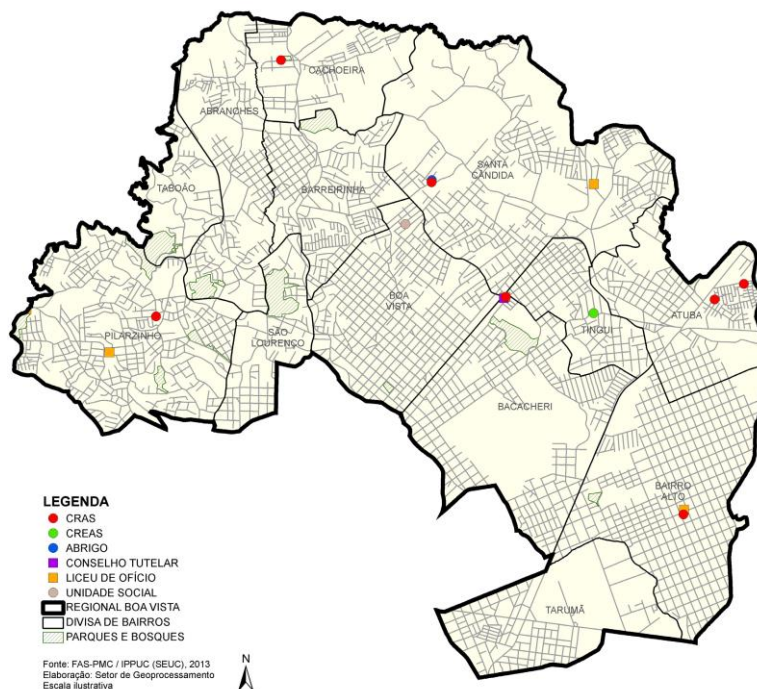 CACHOEIRA
ABRANCHES
SANTA
CÂNDIDA
TABOÃO
BARREIRINHA
BOA
VISTA
PILARZINHO
SÃO
LOURENÇO
TINGUI
ATUBA
BACACHERI
BAIRRO
ALTO
TARUMÃ
LEGENDA
CRAS
CREAS
ABRIGO
CONSELHO TUTELAR
LICEU DE OFÍCIO
UNIDADE SOCIAL
REGIONAL BOA VISTA
DIVISA DE BAIRROS
PARQUES E BOSQUES
Fonte: FAS-PMC / IPPUC (SEUC), 2013
Elaboração: Setor de Geoprocessamento
Escala ilustrativa
N